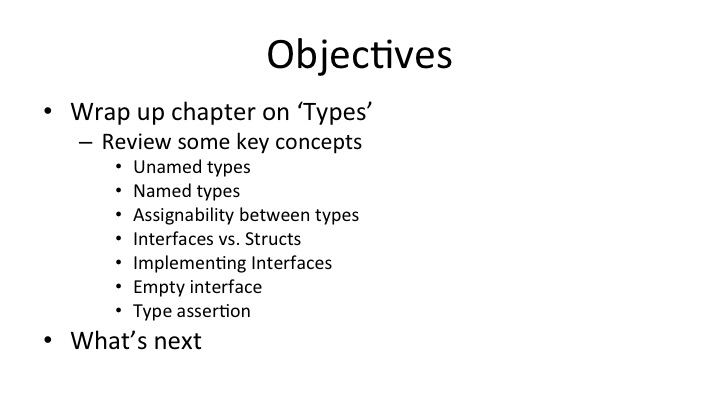 Objectives
• Wrap up chapter on ‘Types’
– Review some key concepts
• Unamed types
• Named types
• Assignability between types
• Interfaces vs. Structs
• Implementing Interfaces
• Empty interface
• Type assertion
• What’s next